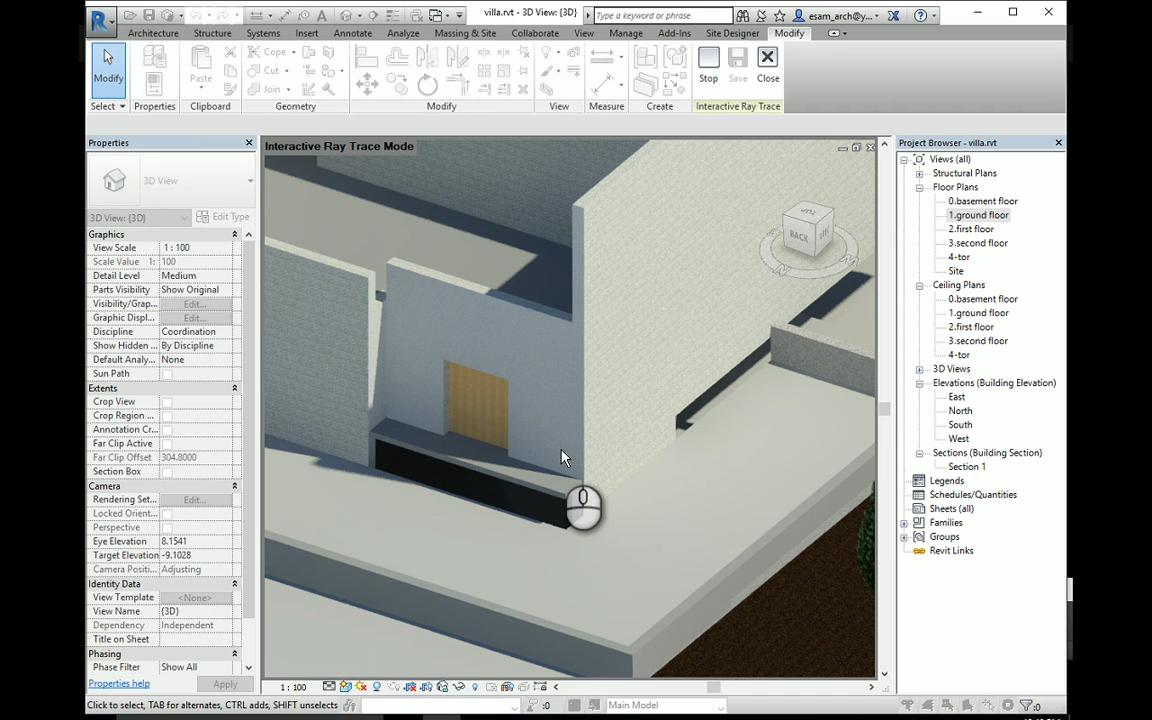 villa.rvt - 3D View: {3D}
Type a keyword or phrase
esam_arch@y...
Architecture Structure Systems Insert Annotate Analyze Massing & Site Collaborate View Manage Add-Ins Site Designer Modify
Modify
Paste
Cope
Cut
Join
Stop Save Close
Select Properties Clipboard Geometry Modify View Measure Create Interactive Ray Trace
Properties
3D View
3D View: {3D}
Edit Type
Graphics
View Scale 1 : 100
Scale Value 1: 100
Detail Level Medium
Parts Visibility Show Original
Visibility/Grap... Edit...
Graphic Displ... Edit...
Discipline Coordination
Show Hidden ... By Discipline
Default Analy... None
Sun Path
Extents
Crop View
Crop Region ...
Annotation Cr...
Far Clip Active
Far Clip Offset 304.8000
Section Box
Camera
Rendering Set... Edit...
Locked Orient...
Perspective
Eye Elevation 8.1541
Target Elevation -9.1028
Camera Positi... Adjusting
Identity Data
View Template <None>
View Name {3D}
Dependency Independent
Title on Sheet
Phasing
Phase Filter Show All
Properties help
Apply
Interactive Ray Trace Mode
BACK
1 : 100
Project Browser - villa.rvt
Views (all)
Structural Plans
Floor Plans
0.basement floor
1.ground floor
2.first floor
3.second floor
4-tor
Site
Ceiling Plans
0.basement floor
1.ground floor
2.first floor
3.second floor
4-tor
3D Views
Elevations (Building Elevation)
East
North
South
West
Sections (Building Section)
Section 1
Legends
Schedules/Quantities
Sheets (all)
Families
Groups
Revit Links
Click to select, TAB for alternates, CTRL adds, SHIFT unselects
:0
Main Model
:0